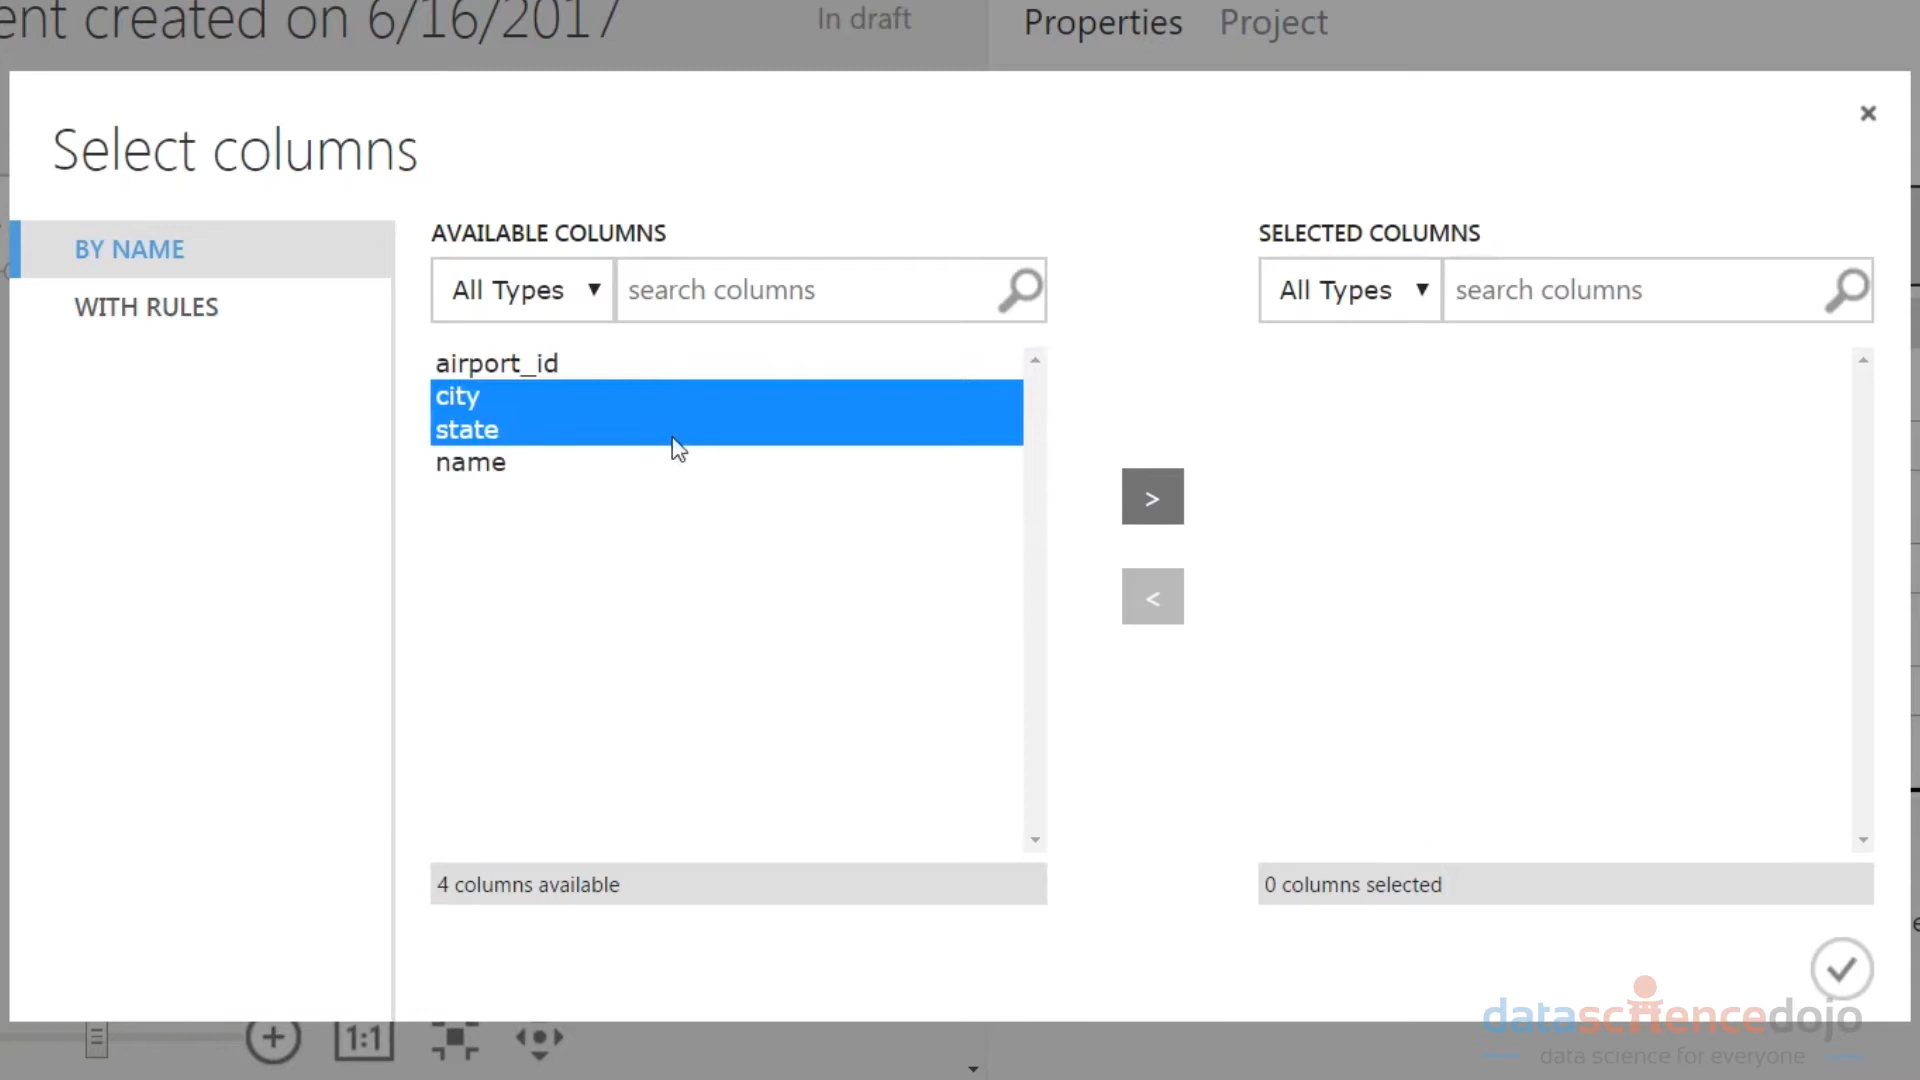 ent created on 6/16/2017
In draft
Properties
Project
Select columns
×
BY NAME
WITH RULES
AVAILABLE COLUMNS
All Types
search columns
airport_id
city
state
name
4 columns available
>
<
SELECTED COLUMNS
All Types
search columns
0 columns selected
1:1
datasciencedojo
data science for everyone